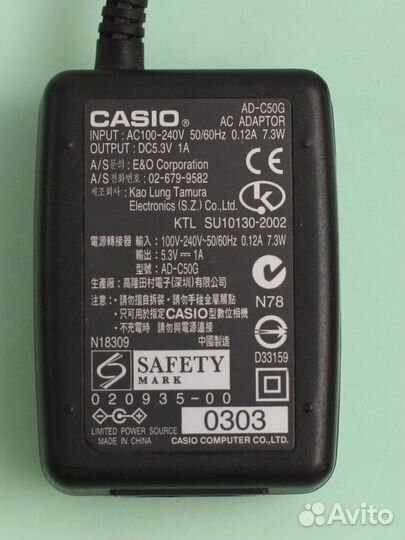 AD-C50G
CASIO® AC ADAPTOR
INPUT : AC100-240V 50/60Hz 0.12A 7.3W
OUTPUT : DC5.3V 1A
A/S문의 : E&O Corporation
A/S전화번호 : 02-679-9582
제조자 : Kao Lung Tamura
Electronics (S.Z.) Co.,Ltd.
KTL SU10130-2002
電源轉接器 輸入 : 100V-240V~50/60Hz 0.12A 7.3W
輸出 : 5.3V⎓1A
型號 : AD-C50G
生産廠 : 高隆田村電子(深圳)有限公司
注意 : •請勿擅自拆裝 •請勿手碰金屬觸點
•只可用於指定CASIO型數位相機
•不充電時 請勿與電源連接
N78
N18309 中國製造
D33159
S SAFETY
MARK
020935-00
0303
LIMITED POWER SOURCE
MADE IN CHINA CASIO COMPUTER CO.,LTD.
Avito